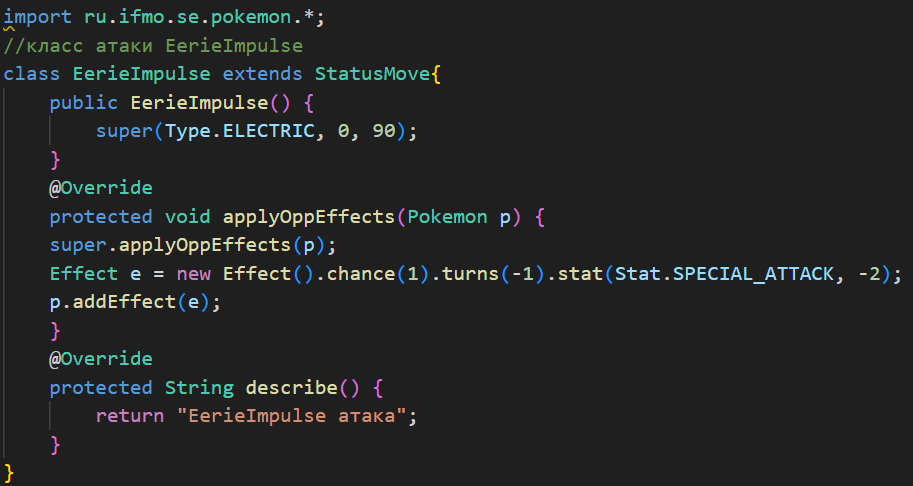 import ru.ifmo.se.pokemon.*;
//класс атаки EerieImpulse
class EerieImpulse extends StatusMove{
    public EerieImpulse() {
        super(Type.ELECTRIC, 0, 90);
    }
    @Override
    protected void applyOppEffects(Pokemon p) {
    super.applyOppEffects(p);
    Effect e = new Effect().chance(1).turns(-1).stat(Stat.SPECIAL_ATTACK, -2);
    p.addEffect(e);
    }
    @Override
    protected String describe() {
        return "EerieImpulse атака";
    }
}